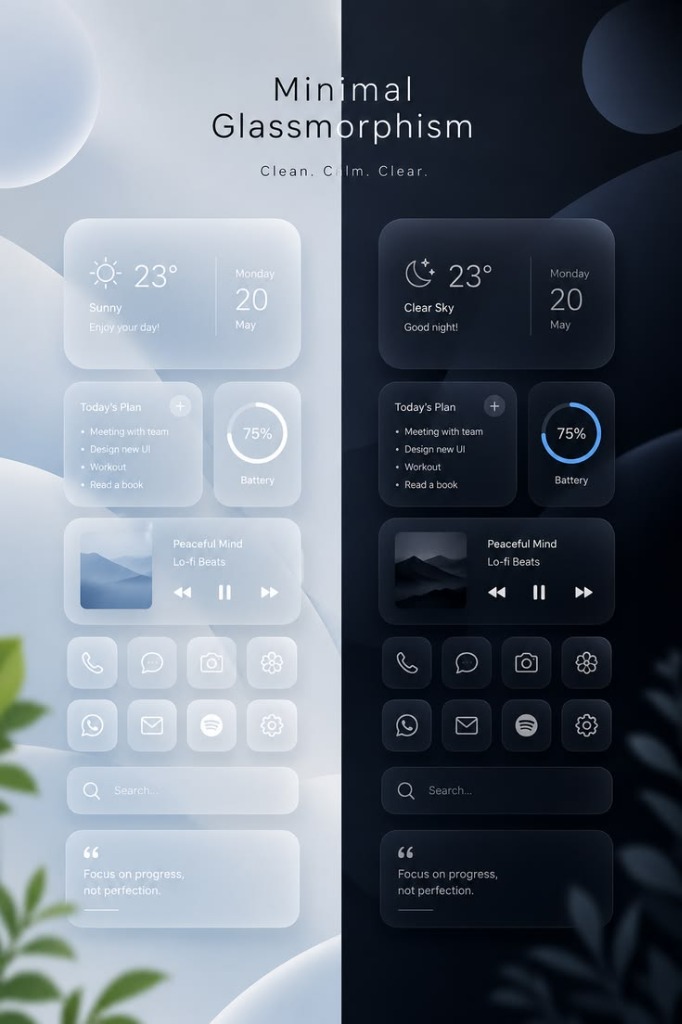 Minimal
Glassmorphism
Clean. Calm. Clear.
23°
Sunny
Enjoy your day!
Monday
20
May
Today's Plan
+
• Meeting with team
• Design new UI
• Workout
• Read a book
75%
Battery
Peaceful Mind
Lo-fi Beats
Search...
“
Focus on progress,
not perfection.
23°
Clear Sky
Good night!
Monday
20
May
Today's Plan
+
• Meeting with team
• Design new UI
• Workout
• Read a book
75%
Battery
Peaceful Mind
Lo-fi Beats
Search...
“
Focus on progress,
not perfection.